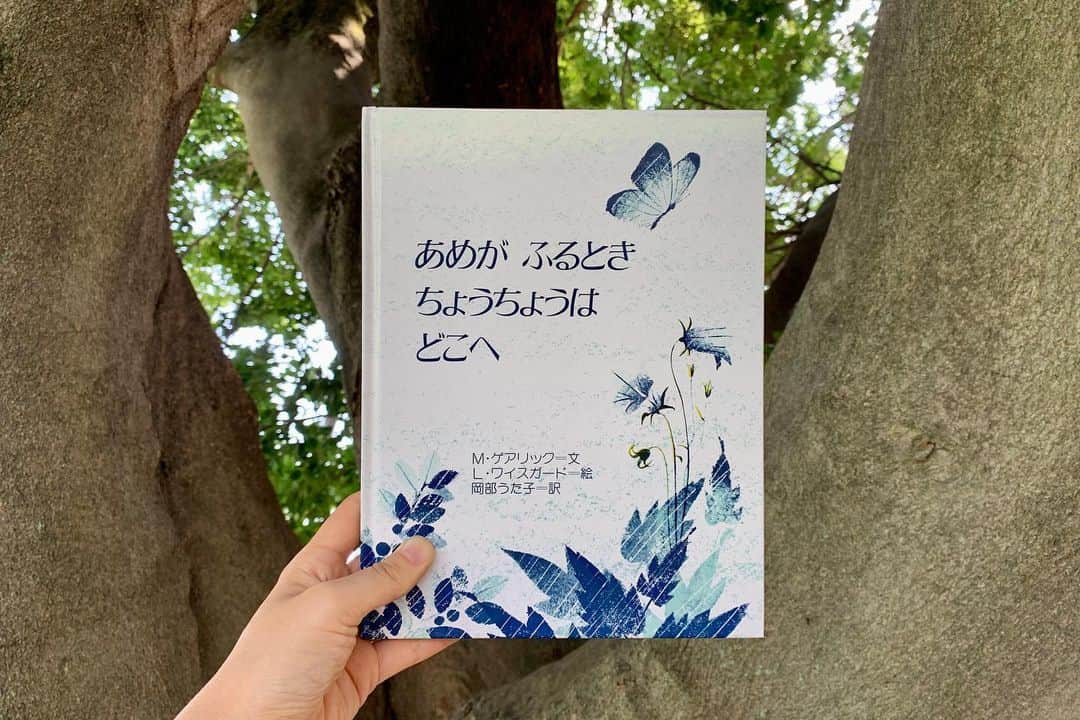 あめが ふるとき
ちょうちょうは
どこへ
M・ゲアリック＝文
L・ワイスガード＝絵
岡部うた子＝訳